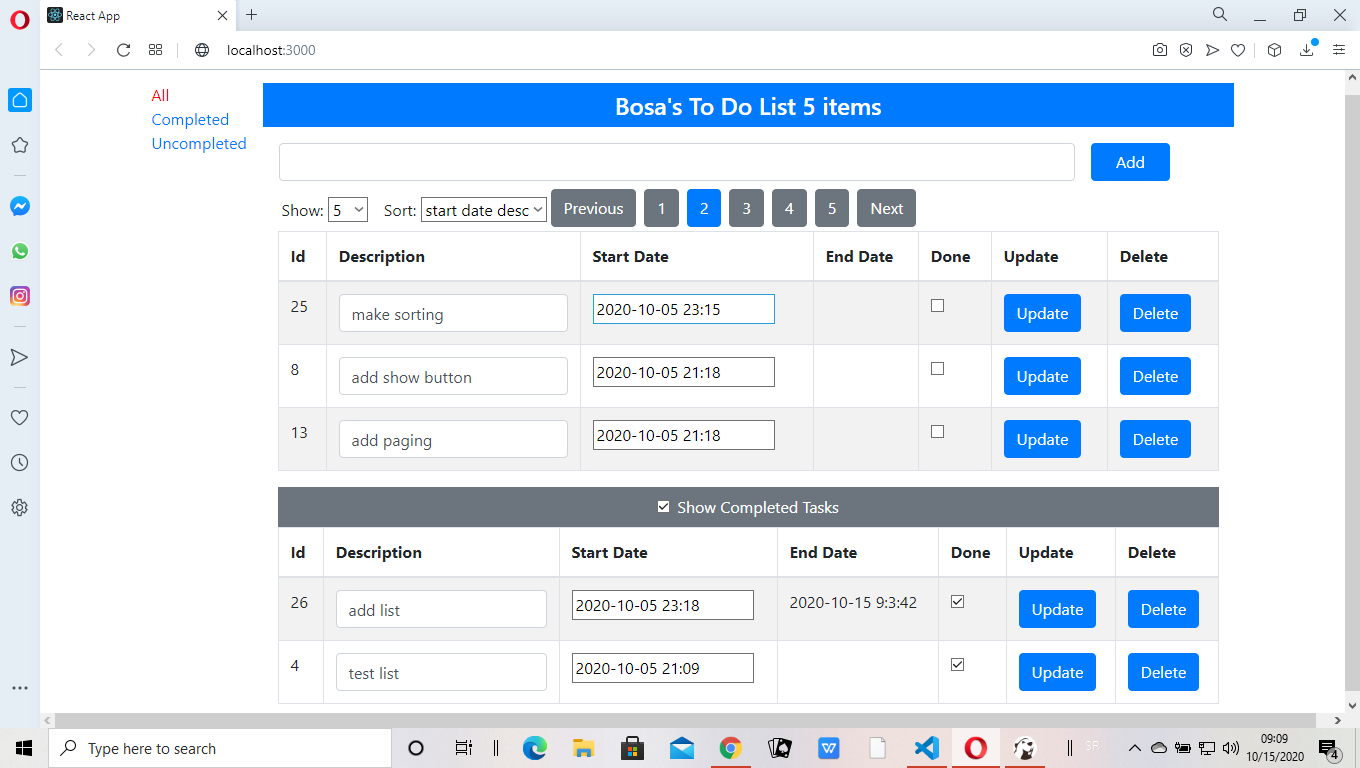 React App
localhost:3000
All
Completed
Uncompleted
Bosa's To Do List 5 items
Add
Show: 5 Sort: start date desc Previous 1 2 3 4 5 Next
Id Description Start Date End Date Done Update Delete
25 make sorting 2020-10-05 23:15 Update Delete
8 add show button 2020-10-05 21:18 Update Delete
13 add paging 2020-10-05 21:18 Update Delete
Show Completed Tasks
Id Description Start Date End Date Done Update Delete
26 add list 2020-10-05 23:18 2020-10-15 9:3:42 Update Delete
4 test list 2020-10-05 21:09 Update Delete
Type here to search
W
SR
09:09
10/15/2020
4